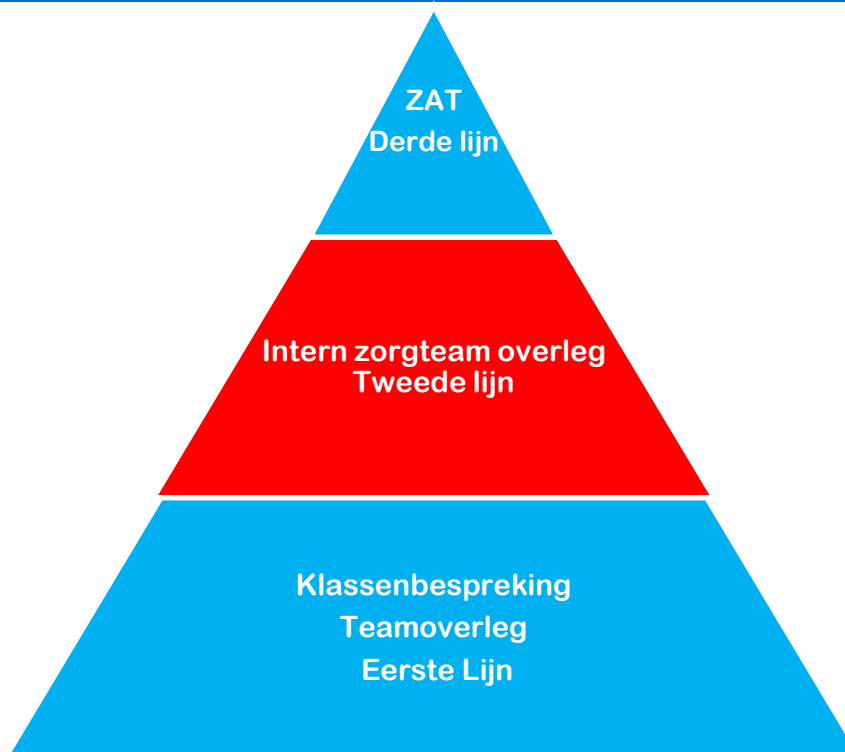 ZAT
Derde lijn
Intern zorgteam overleg
Tweede lijn
Klassenbespreking
Teamoverleg
Eerste Lijn